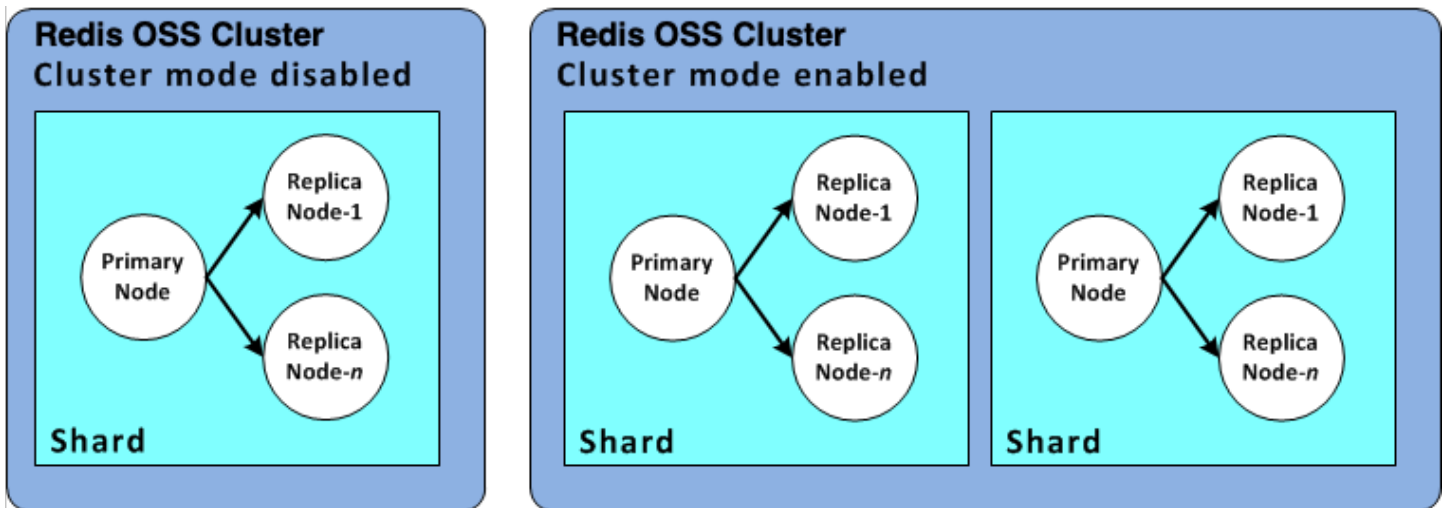 Redis OSS Cluster
Cluster mode disabled
Replica
Node-1
Primary
Node
Replica
Node-n
Shard
Redis OSS Cluster
Cluster mode enabled
Replica
Node-1
Primary
Node
Replica
Node-n
Shard
Replica
Node-1
Primary
Node
Replica
Node-n
Shard